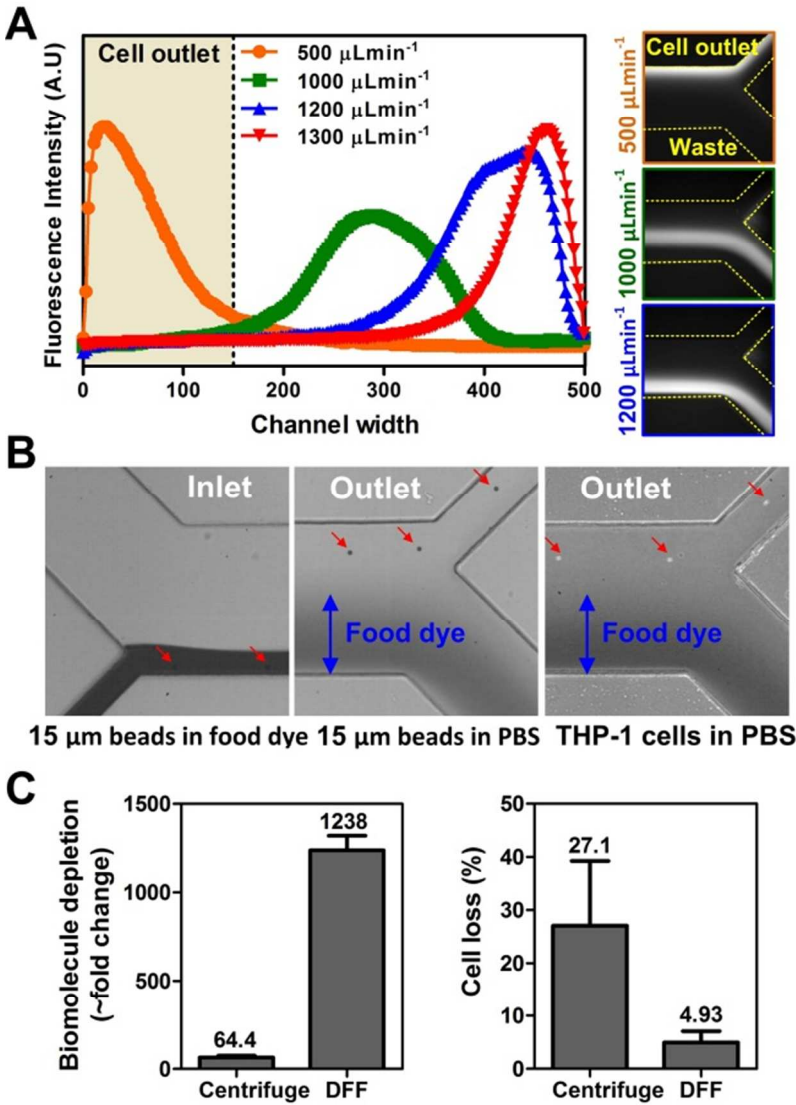 A
Fluorescence Intensity (A.U)
Cell outlet
500 µLmin⁻¹
1000 µLmin⁻¹
1200 µLmin⁻¹
1300 µLmin⁻¹
0
100
200
300
400
500
Channel width
500 µLmin⁻¹
Cell outlet
Waste
1000 µLmin⁻¹
1200 µLmin⁻¹
B
Inlet
Outlet
Food dye
Outlet
Food dye
15 µm beads in food dye
15 µm beads in PBS
THP-1 cells in PBS
C
Biomolecule depletion
(~fold change)
1500
1000
500
0
64.4
1238
Centrifuge
DFF
Cell loss (%)
50
40
30
20
10
0
27.1
4.93
Centrifuge
DFF